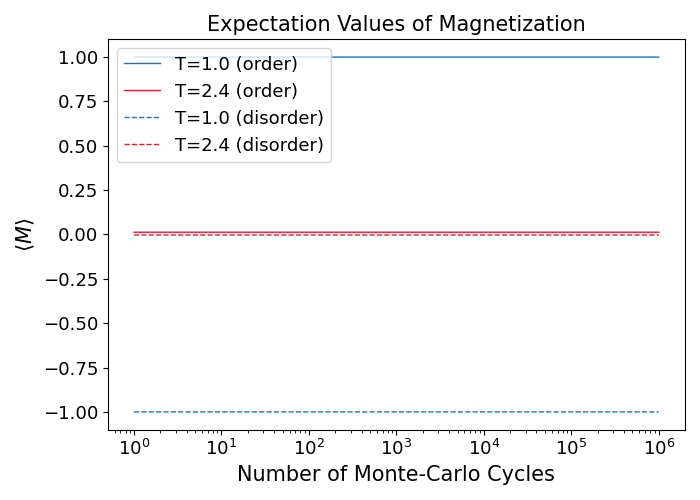 Expectation Values of Magnetization
1.00
0.75
0.50
0.25
0.00
−0.25
−0.50
−0.75
−1.00
⟨M⟩
T=1.0 (order)
T=2.4 (order)
T=1.0 (disorder)
T=2.4 (disorder)
10⁰ 10¹ 10² 10³ 10⁴ 10⁵ 10⁶
Number of Monte-Carlo Cycles